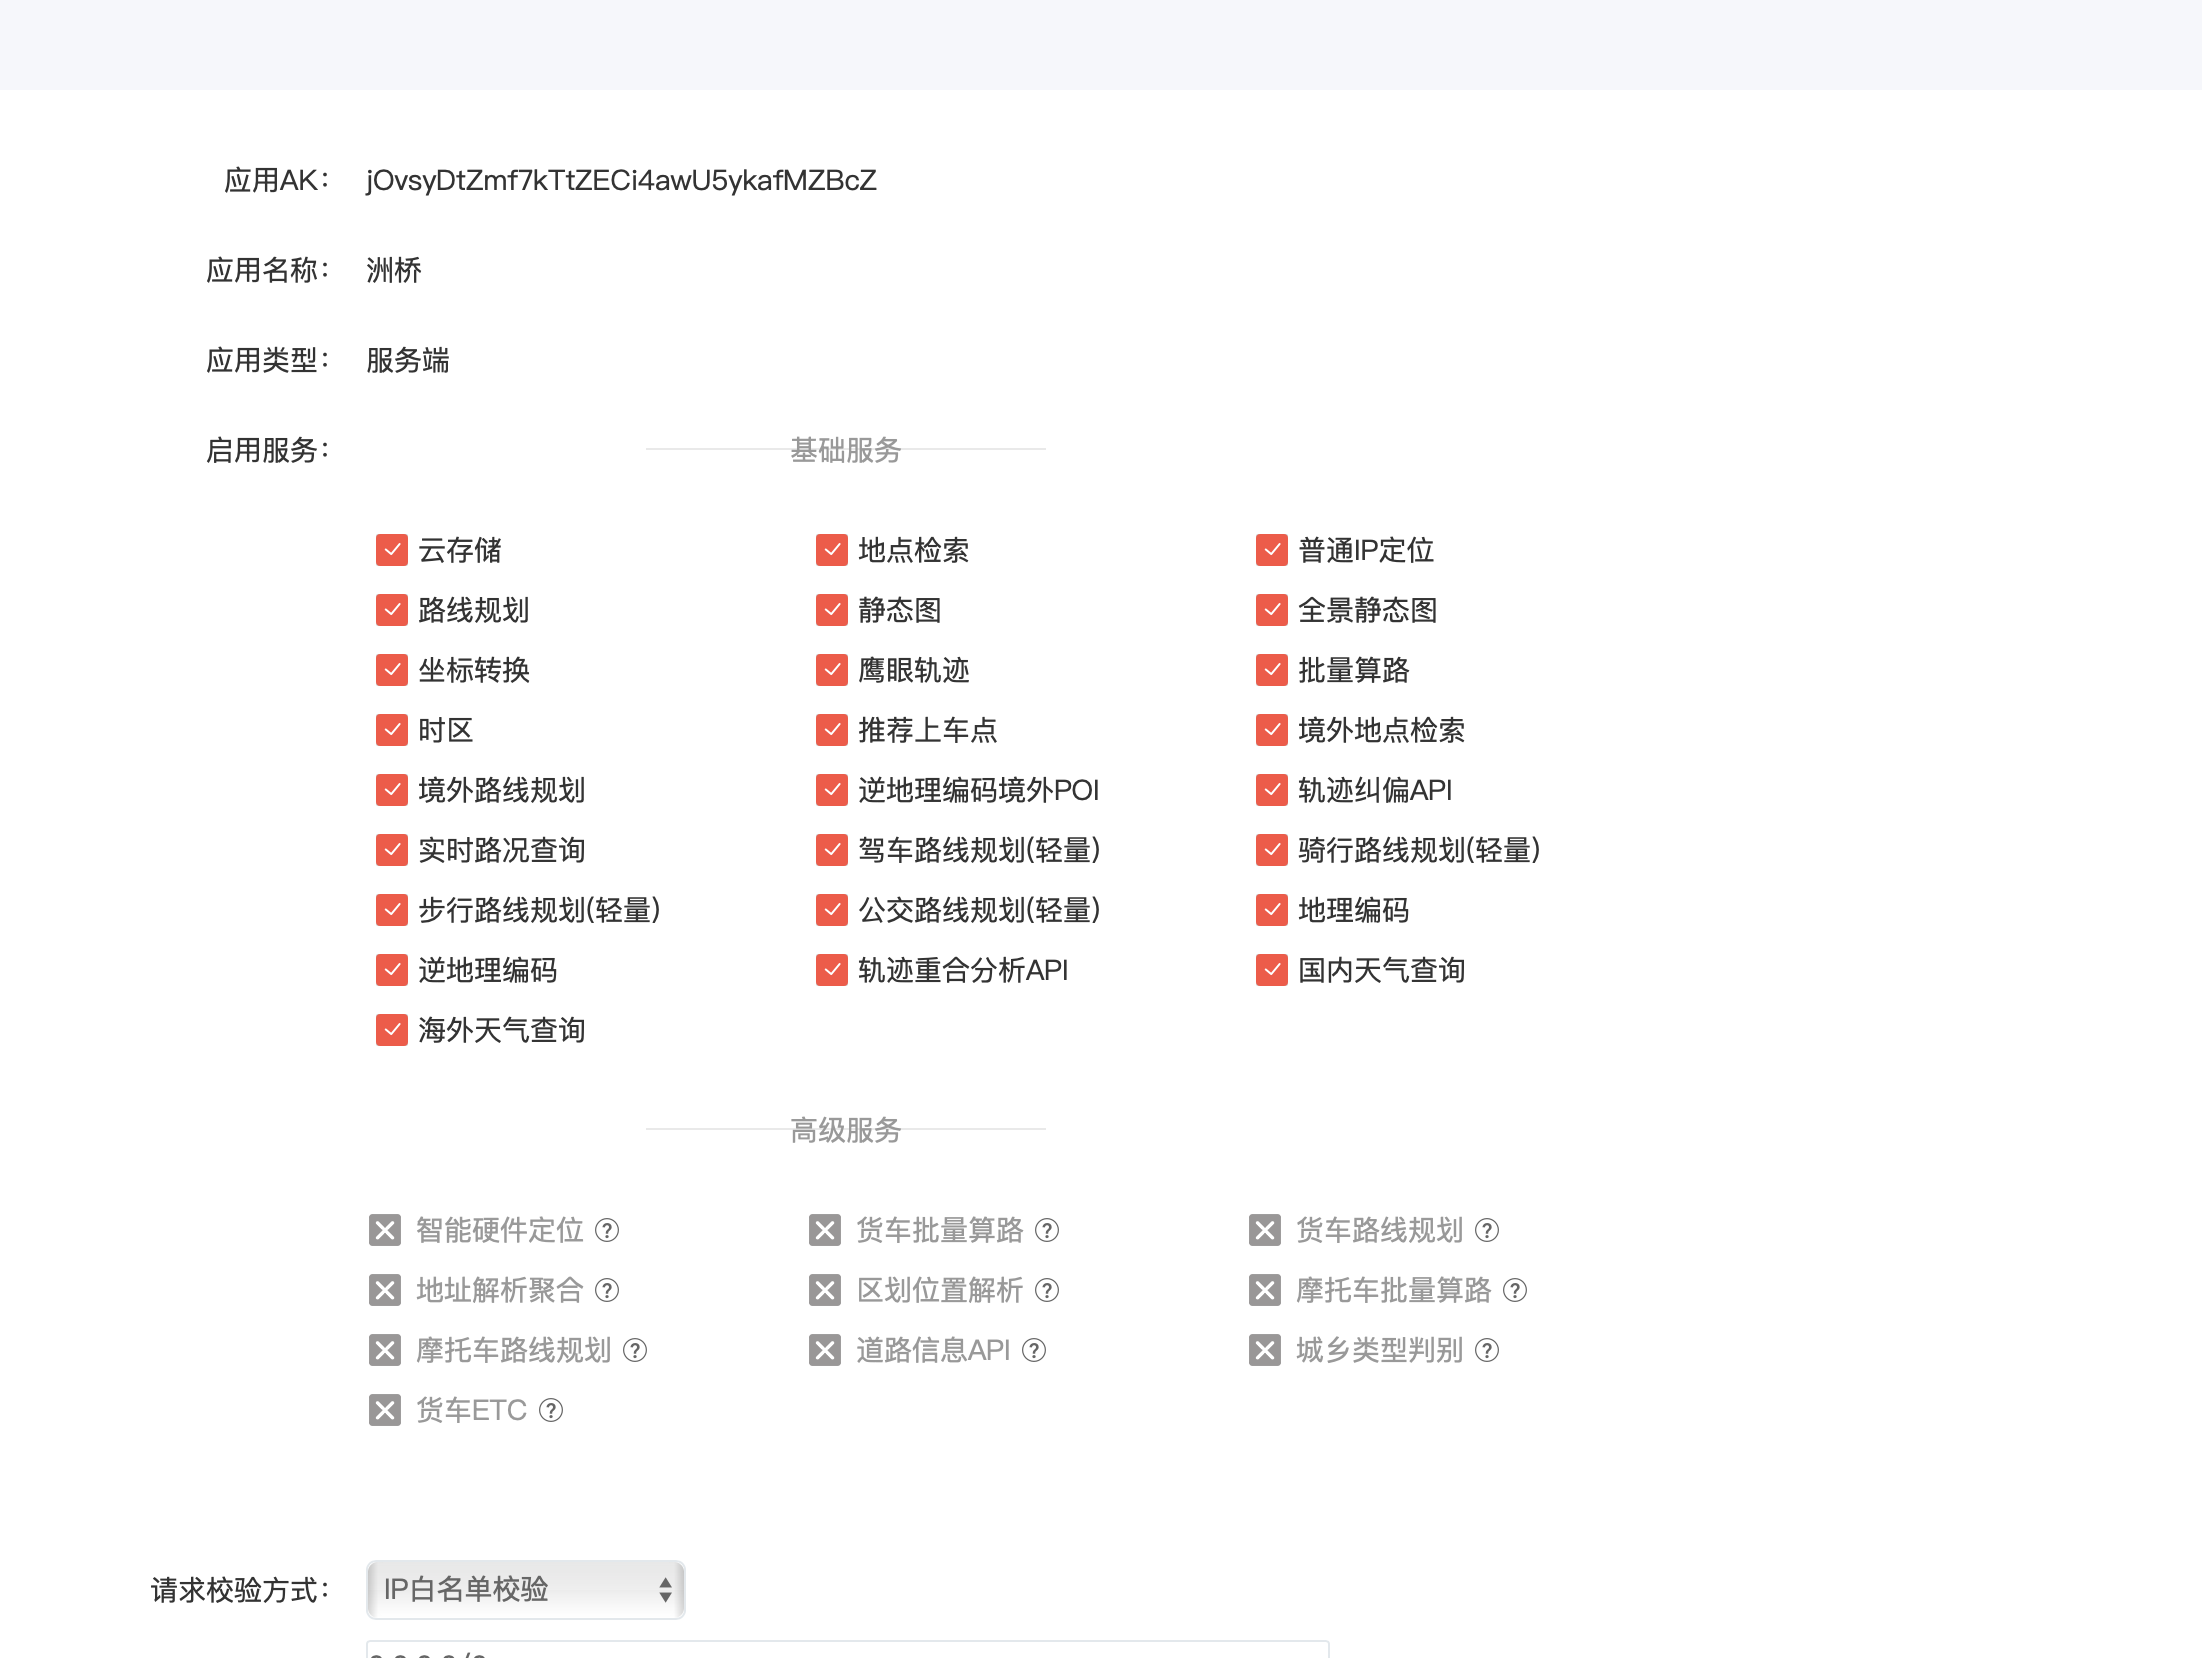 应用AK： jOvsyDtZmf7kTtZECi4awU5ykafMZBcZ
应用名称： 洲桥
应用类型： 服务端
启用服务： 基础服务
云存储 地点检索 普通IP定位
路线规划 静态图 全景静态图
坐标转换 鹰眼轨迹 批量算路
时区 推荐上车点 境外地点检索
境外路线规划 逆地理编码境外POI 轨迹纠偏API
实时路况查询 驾车路线规划(轻量) 骑行路线规划(轻量)
步行路线规划(轻量) 公交路线规划(轻量) 地理编码
逆地理编码 轨迹重合分析API 国内天气查询
海外天气查询
高级服务
智能硬件定位 ? 货车批量算路 ? 货车路线规划 ?
地址解析聚合 ? 区划位置解析 ? 摩托车批量算路 ?
摩托车路线规划 ? 道路信息API ? 城乡类型判别 ?
货车ETC ?
请求校验方式： IP白名单校验